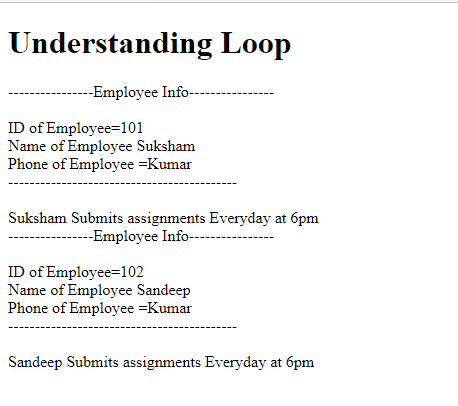 Understanding Loop
----------------Employee Info----------------
ID of Employee=101
Name of Employee Suksham
Phone of Employee =Kumar
-------------------------------------------
Suksham Submits assignments Everyday at 6pm
----------------Employee Info----------------
ID of Employee=102
Name of Employee Sandeep
Phone of Employee =Kumar
-------------------------------------------
Sandeep Submits assignments Everyday at 6pm